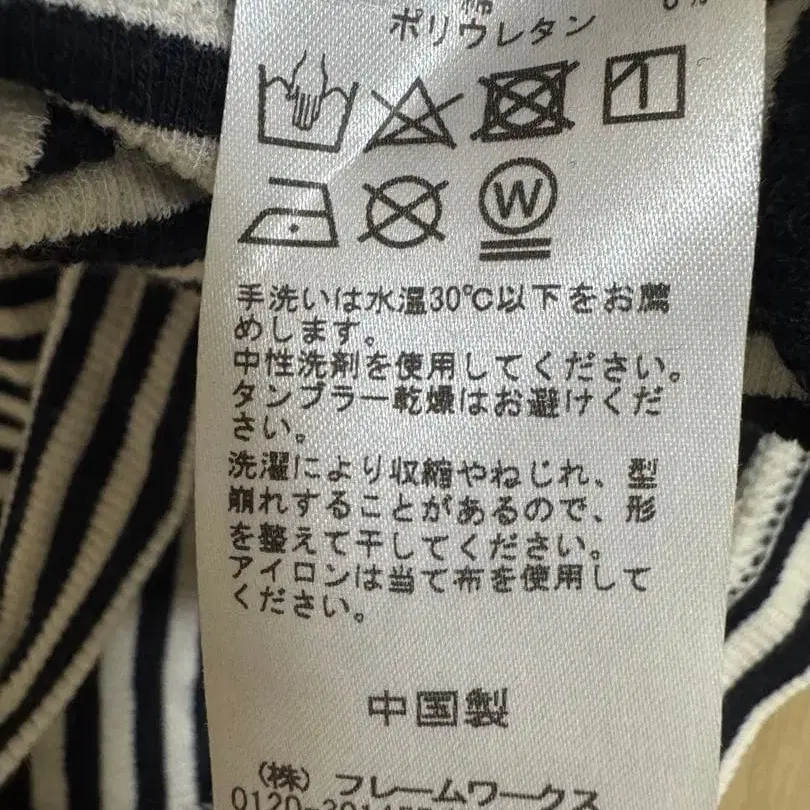 綿
ポリウレタン
W
手洗いは水温30℃以下をお薦
めします。
中性洗剤を使用してください。
タンブラー乾燥はお避けくだ
さい。
洗濯により収縮やねじれ、型
崩れすることがあるので、形
を整えて干してください。
アイロンは当て布を使用して
ください。
中国製
(株) フレームワークス